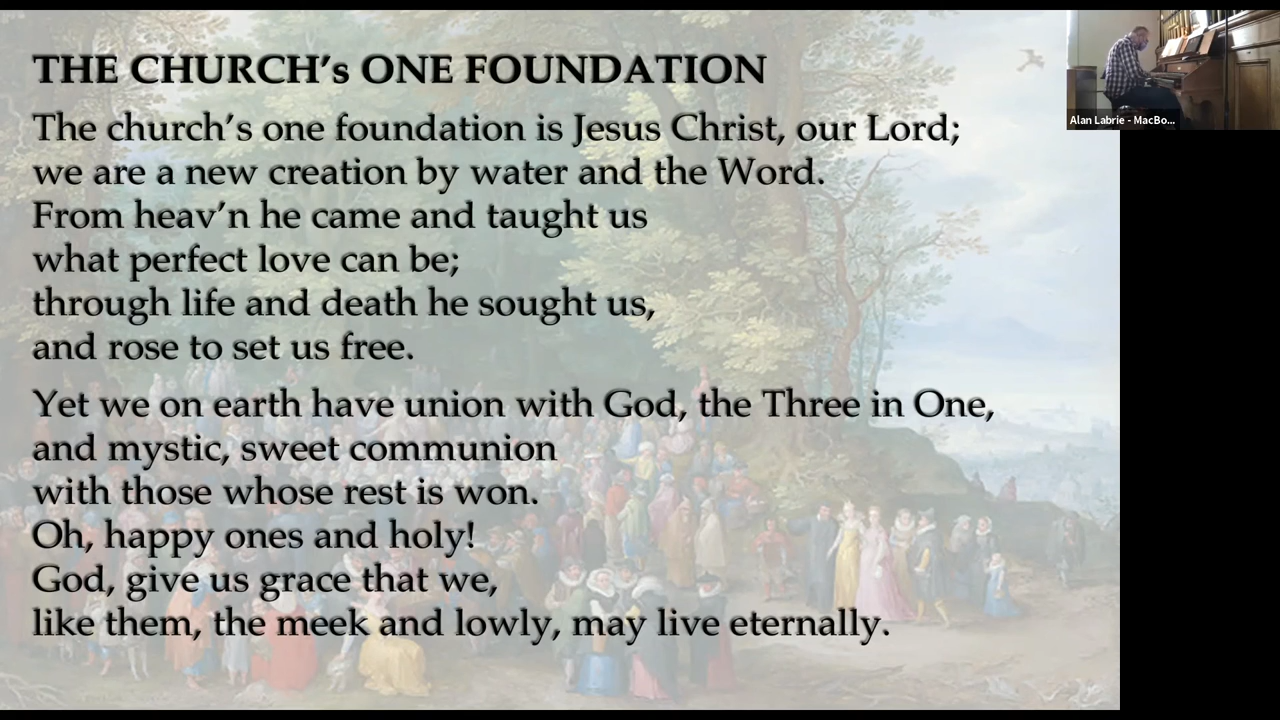 THE CHURCH’s ONE FOUNDATION
Alan Labrie - MacBo...
The church’s one foundation is Jesus Christ, our Lord;
we are a new creation by water and the Word.
From heav’n he came and taught us
what perfect love can be;
through life and death he sought us,
and rose to set us free.
Yet we on earth have union with God, the Three in One,
and mystic, sweet communion
with those whose rest is won.
Oh, happy ones and holy!
God, give us grace that we,
like them, the meek and lowly, may live eternally.